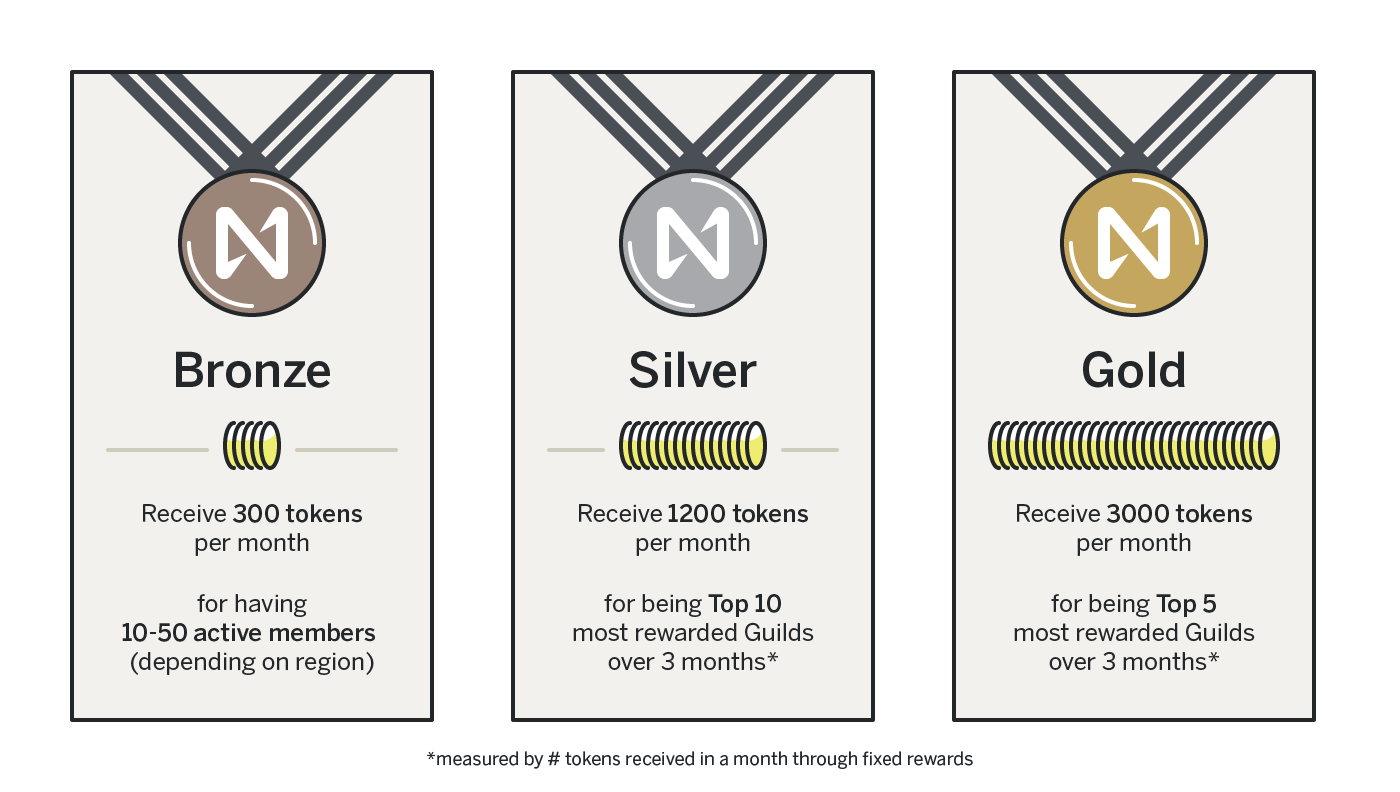 Bronze
Receive 300 tokens
per month
for having
10-50 active members
(depending on region)
Silver
Receive 1200 tokens
per month
for being Top 10
most rewarded Guilds
over 3 months*
Gold
Receive 3000 tokens
per month
for being Top 5
most rewarded Guilds
over 3 months*
*measured by # tokens received in a month through fixed rewards